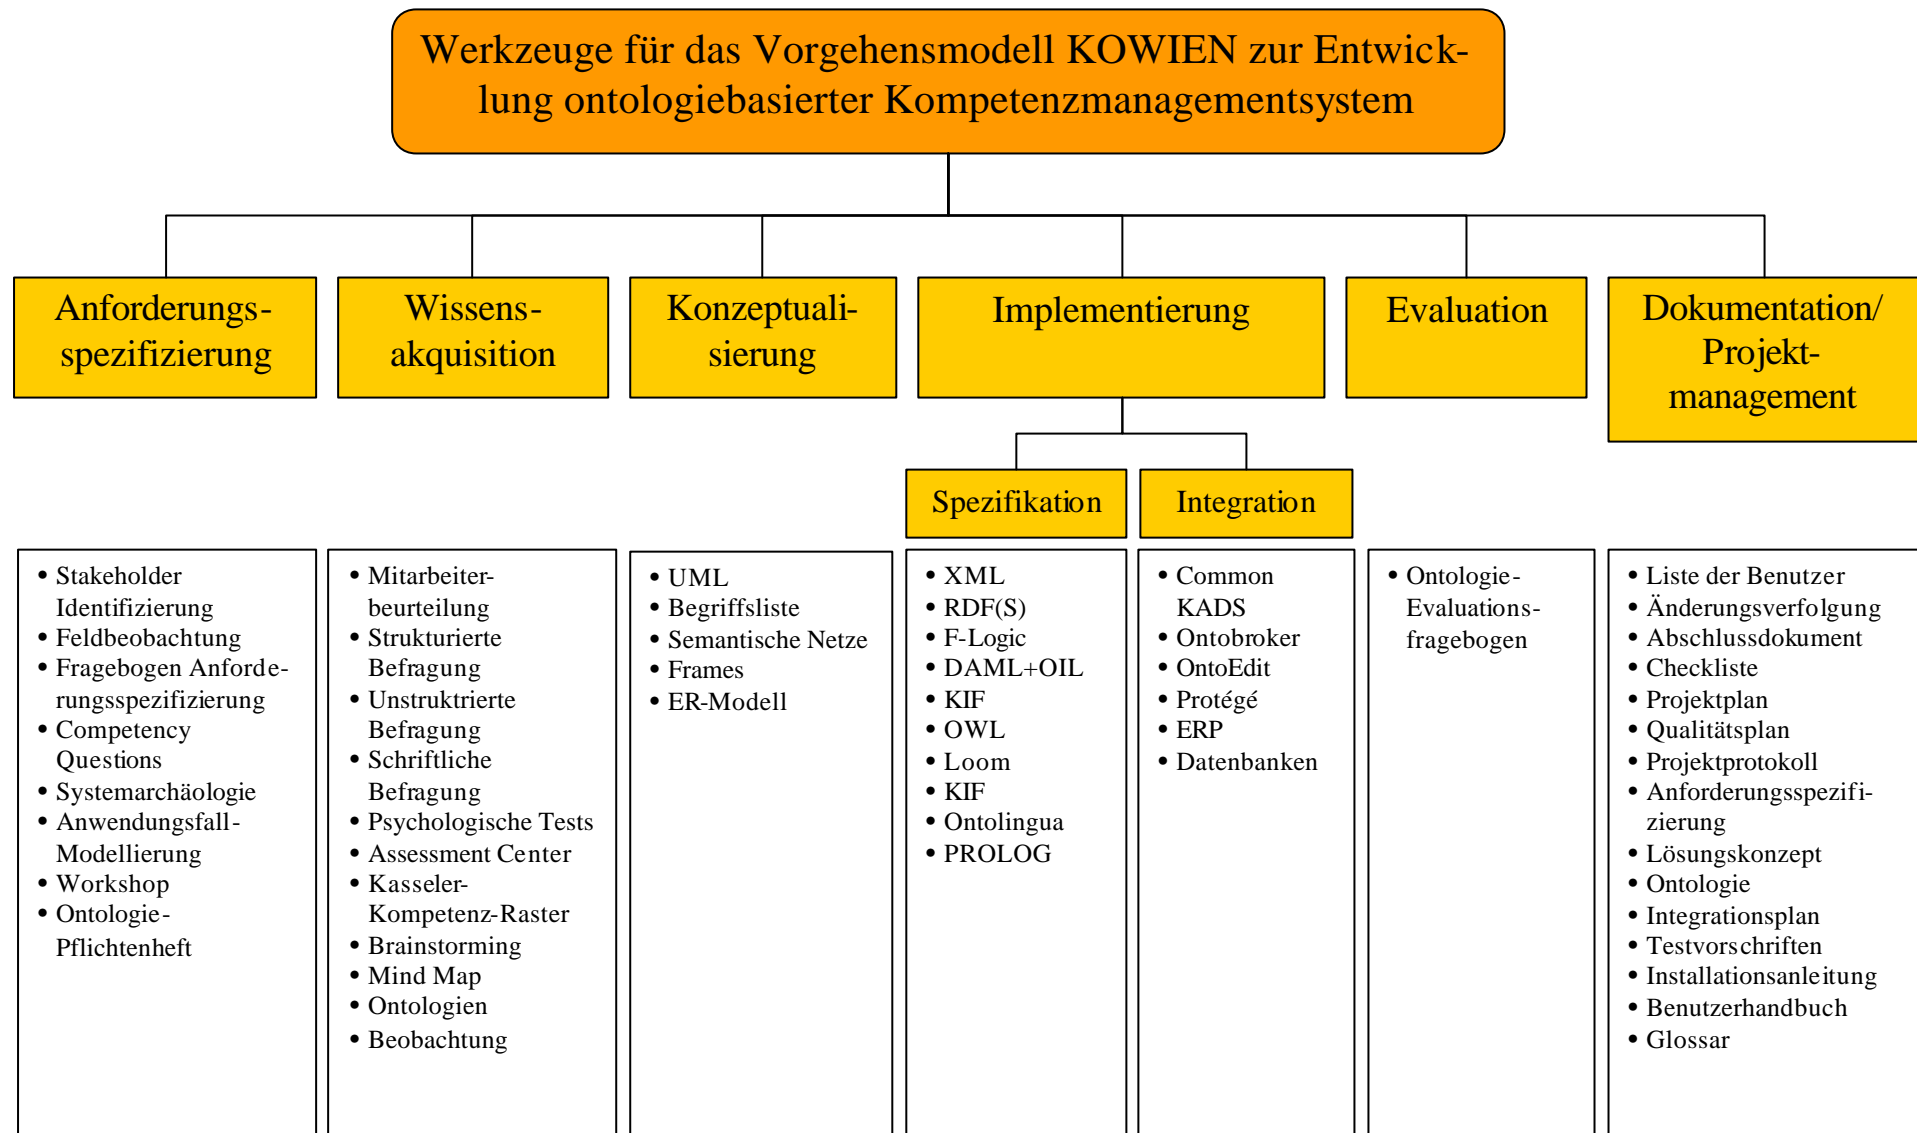 Werkzeuge für das Vorgehensmodell KOWIEN zur Entwick-
lung ontologiebasierter Kompetenzmanagementsystem
Anforderungs-
spezifizierung
Wissens-
akquisition
Konzeptuali-
sierung
Implementierung
Evaluation
Dokumentation/
Projekt-
management
Spezifikation
Integration
• Stakeholder
Identifizierung
• Feldbeobachtung
• Fragebogen Anforde-
rungsspezifizierung
• Competency
Questions
• Systemarchäologie
• Anwendungsfall-
Modellierung
• Workshop
• Ontologie-
Pflichtenheft
• Mitarbeiter-
beurteilung
• Strukturierte
Befragung
• Unstruktrierte
Befragung
• Schriftliche
Befragung
• Psychologische Tests
• Assessment Center
• Kasseler-
Kompetenz-Raster
• Brainstorming
• Mind Map
• Ontologien
• Beobachtung
• UML
• Begriffsliste
• Semantische Netze
• Frames
• ER-Modell
• XML
• RDF(S)
• F-Logic
• DAML+OIL
• KIF
• OWL
• Loom
• KIF
• Ontolingua
• PROLOG
• Common
KADS
• Ontobroker
• OntoEdit
• Protégé
• ERP
• Datenbanken
• Ontologie-
Evaluations-
fragebogen
• Liste der Benutzer
• Änderungsverfolgung
• Abschlussdokument
• Checkliste
• Projektplan
• Qualitätsplan
• Projektprotokoll
• Anforderungsspezifi-
zierung
• Lösungskonzept
• Ontologie
• Integrationsplan
• Testvorschriften
• Installationsanleitung
• Benutzerhandbuch
• Glossar